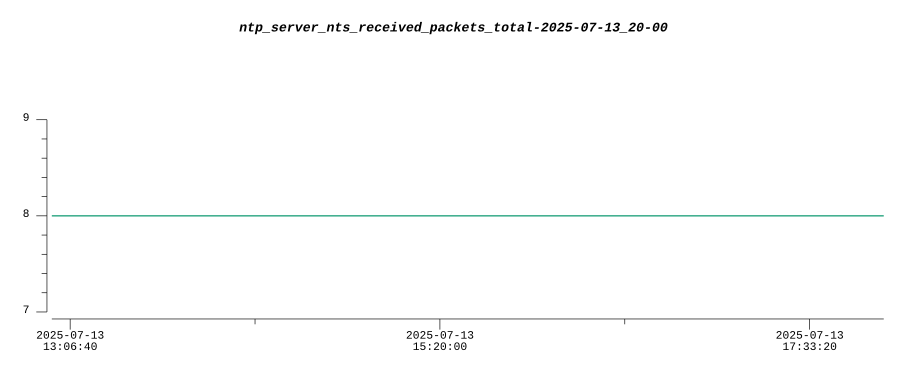 ntp_server_nts_received_packets_total-2025-07-13_20-00
9
8
7
2025-07-13 2025-07-13 2025-07-13
13:06:40 15:20:00 17:33:20